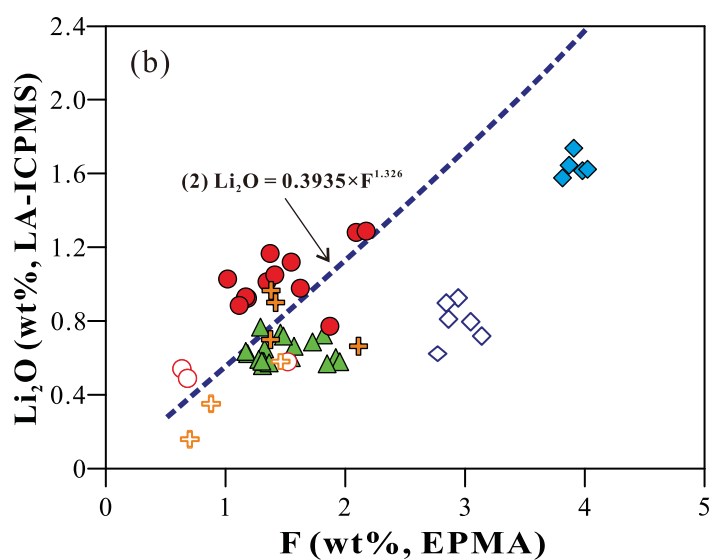 2.4
(b)
2.0
(2) Li₂O = 0.3935×F¹·³²⁶
1.6
1.2
0.8
0.4
0
Li₂O (wt%, LA-ICPMS)
0 1 2 3 4 5
F (wt%, EPMA)